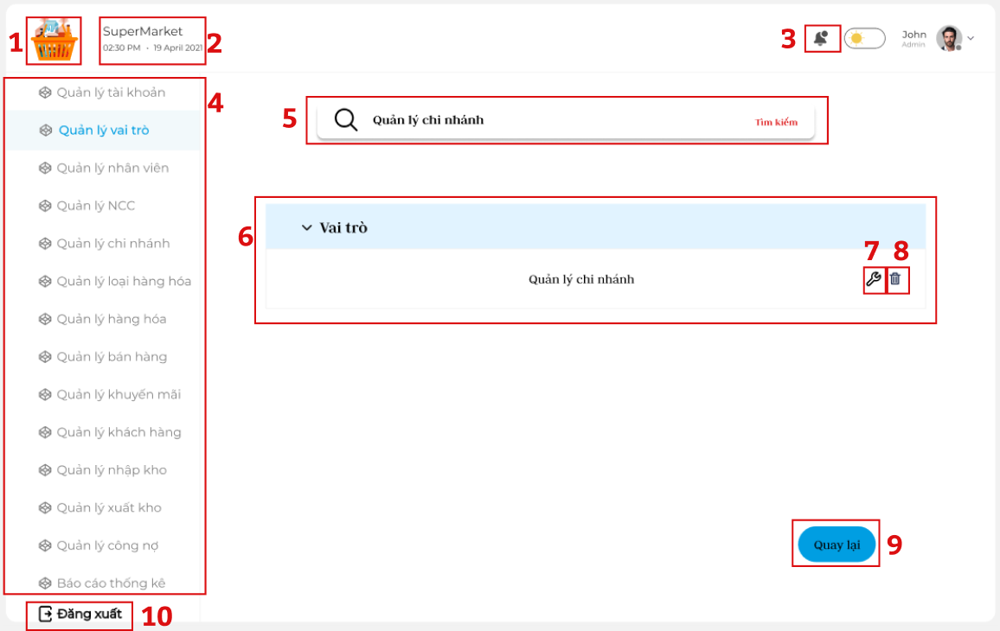 1
SuperMarket
02:30 PM • 19 April 2021
2
3
John
Admin
4
Quản lý tài khoản
Quản lý vai trò
Quản lý nhân viên
Quản lý NCC
Quản lý chi nhánh
Quản lý loại hàng hóa
Quản lý hàng hóa
Quản lý bán hàng
Quản lý khuyến mãi
Quản lý khách hàng
Quản lý nhập kho
Quản lý xuất kho
Quản lý công nợ
Báo cáo thống kê
Đăng xuất
10
5
Quản lý chi nhánh
Tìm kiếm
6
Vai trò
7 8
Quản lý chi nhánh
Quay lại
9